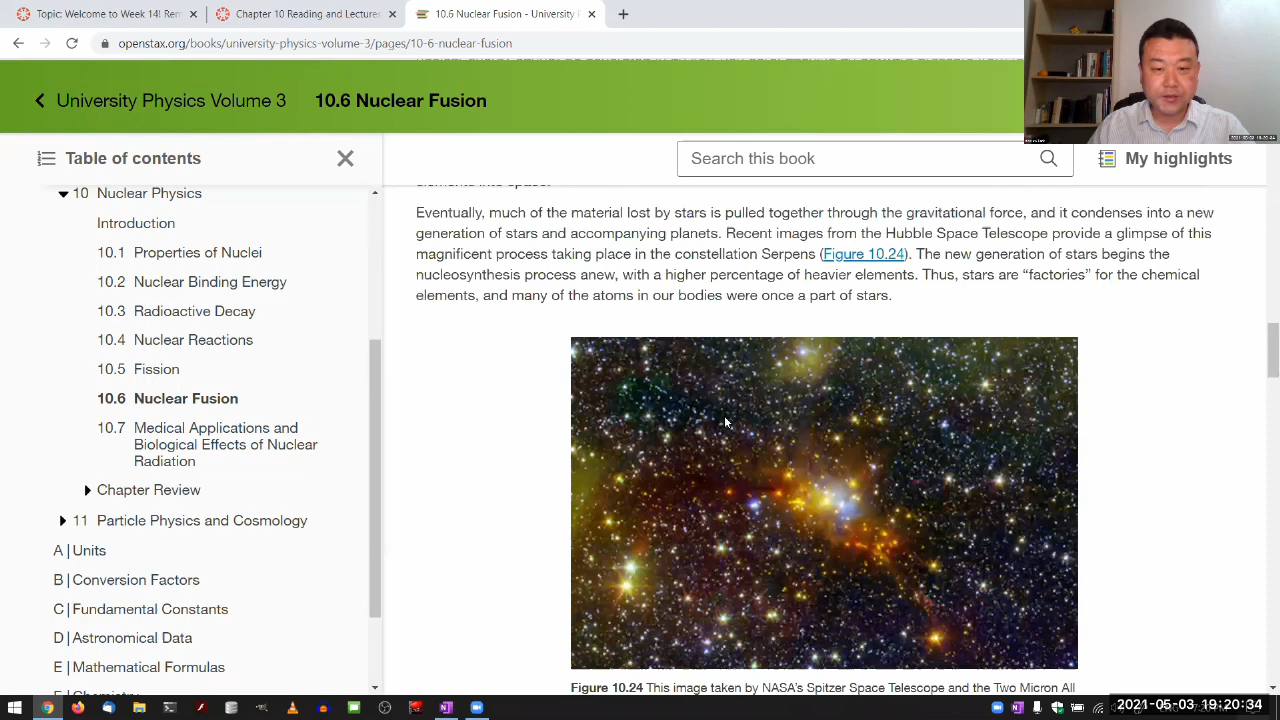 Topic: Welcome to Week 14! Rem
Chapter 10 Reading and Lectures
10.6 Nuclear Fusion - University P
openstax.org/books/university-physics-volume-3/pages/10-6-nuclear-fusion
University Physics Volume 3 10.6 Nuclear Fusion
Table of contents
Search this book
My highlights
10 Nuclear Physics
Introduction
10.1 Properties of Nuclei
10.2 Nuclear Binding Energy
10.3 Radioactive Decay
10.4 Nuclear Reactions
10.5 Fission
10.6 Nuclear Fusion
10.7 Medical Applications and
Biological Effects of Nuclear
Radiation
Chapter Review
11 Particle Physics and Cosmology
A | Units
B | Conversion Factors
C | Fundamental Constants
D | Astronomical Data
E | Mathematical Formulas
elements into space.
Eventually, much of the material lost by stars is pulled together through the gravitational force, and it condenses into a new
generation of stars and accompanying planets. Recent images from the Hubble Space Telescope provide a glimpse of this
magnificent process taking place in the constellation Serpens (Figure 10.24). The new generation of stars begins the
nucleosynthesis process anew, with a higher percentage of heavier elements. Thus, stars are “factories” for the chemical
elements, and many of the atoms in our bodies were once a part of stars.
Figure 10.24 This image taken by NASA's Spitzer Space Telescope and the Two Micron All
2021-05-03 19:20:34
2021-05-03 19:20:34